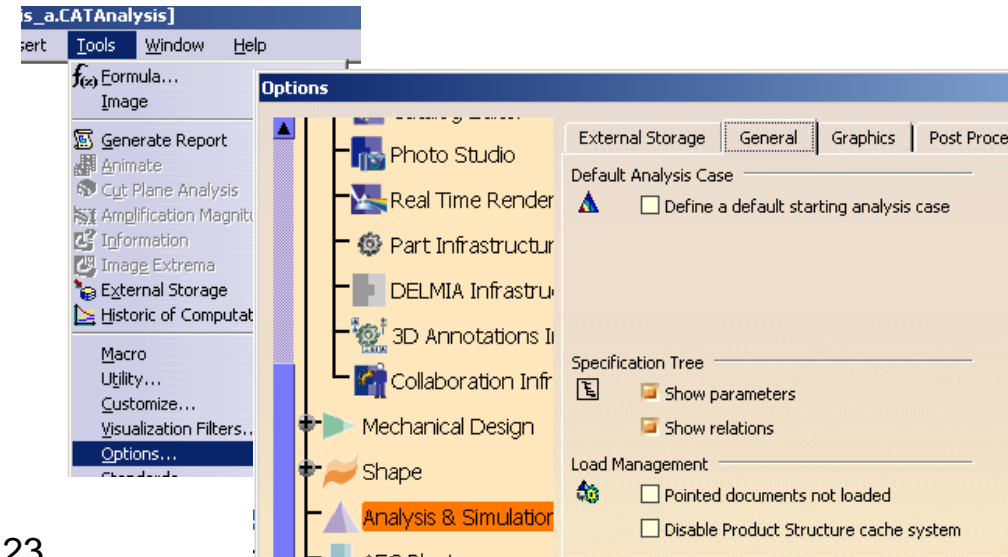 is_a.CATAnalysis]
sert Tools Window Help
f(x) Formula...
Image
Generate Report
Animate
Cut Plane Analysis
Amplification Magnitu
Information
Image Extrema
External Storage
Historic of Computat
Macro
Utility...
Customize...
Visualization Filters..
Options...
Options
Photo Studio
Real Time Render
Part Infrastructur
DELMIA Infrastru
3D Annotations I
Collaboration Infr
Mechanical Design
Shape
Analysis & Simulation
External Storage General Graphics Post Proce
Default Analysis Case
Define a default starting analysis case
Specification Tree
Show parameters
Show relations
Load Management
Pointed documents not loaded
Disable Product Structure cache system
23